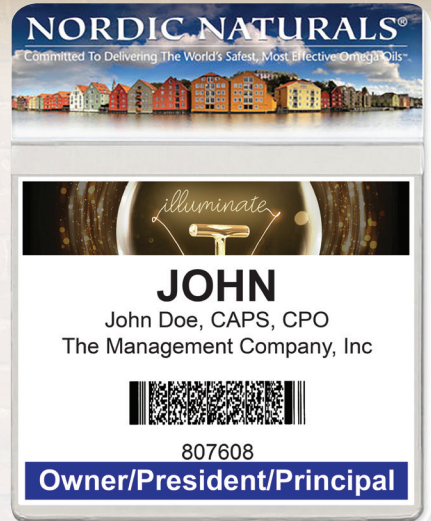 NORDIC NATURALS®
Committed To Delivering The World's Safest, Most Effective Omega Oils™
illuminate
JOHN
John Doe, CAPS, CPO
The Management Company, Inc
807608
Owner/President/Principal